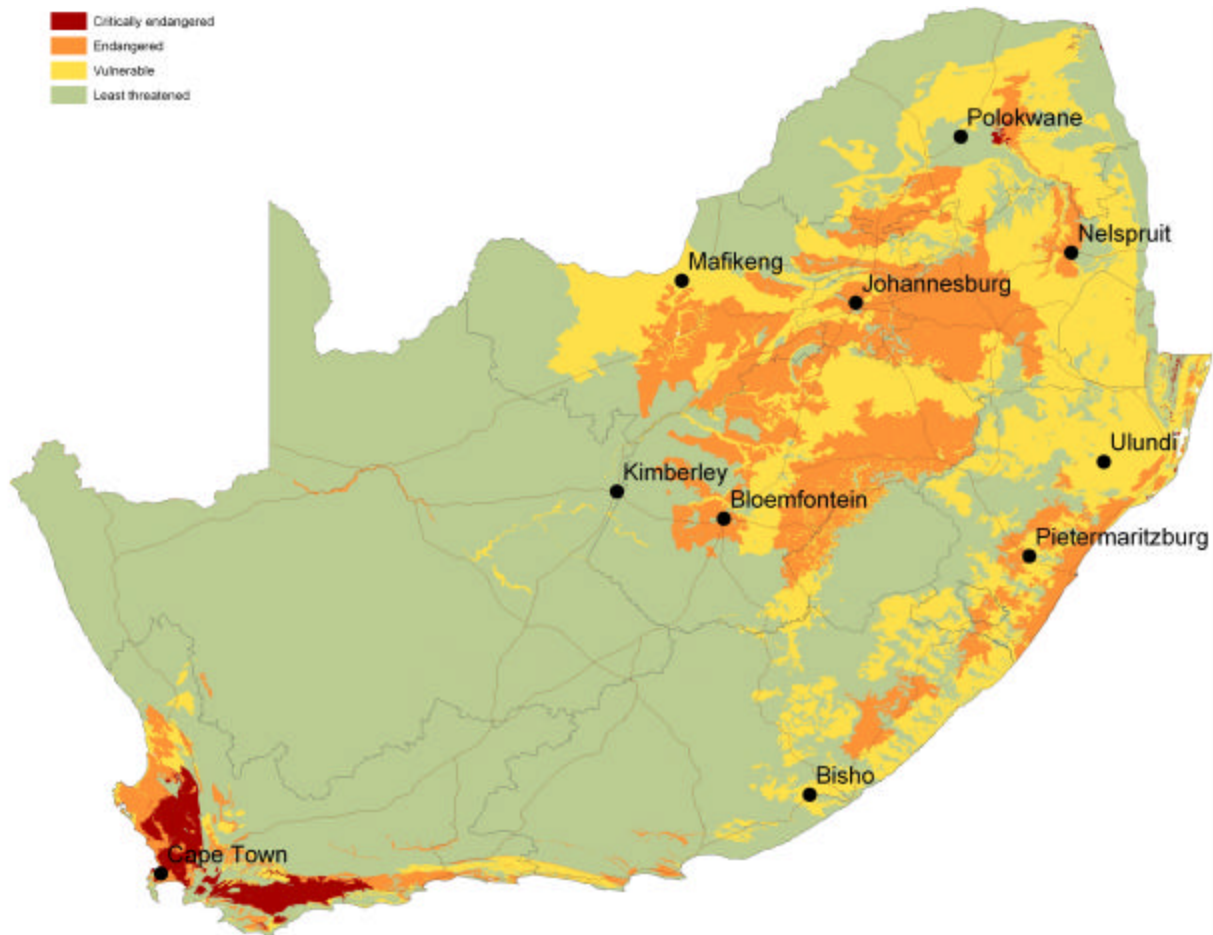 Critically endangered
Endangered
Vulnerable
Least threatened
Polokwane
Nelspruit
Mafikeng
Johannesburg
Ulundi
Kimberley
Bloemfontein
Pietermaritzburg
Bisho
Cape Town